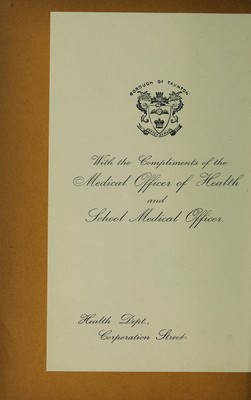 BOROUGH OF TAUNTON
With the Compliments of the
Medical Officer of Health
and
School Medical Officer.
Health Dept.,
Corporation Street.